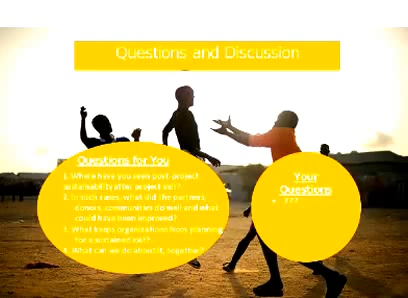 Questions and Discussion
Questions for You
1. Where have you seen post-project
sustainability after project exit?
2. In such cases, what did the partners,
donors, communities do well and what
could have been improved?
3. What keeps organizations from planning
for a sustained exit?
4. What can we do about it, together?
Your
Questions
• ???